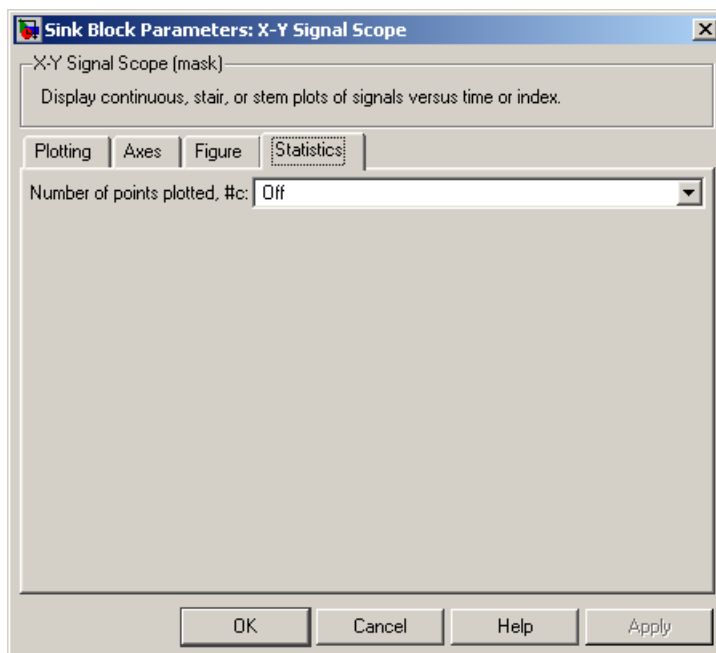 Sink Block Parameters: X-Y Signal Scope
X-Y Signal Scope (mask)
Display continuous, stair, or stem plots of signals versus time or index.
Plotting Axes Figure Statistics
Number of points plotted, #c: Off
OK Cancel Help Apply